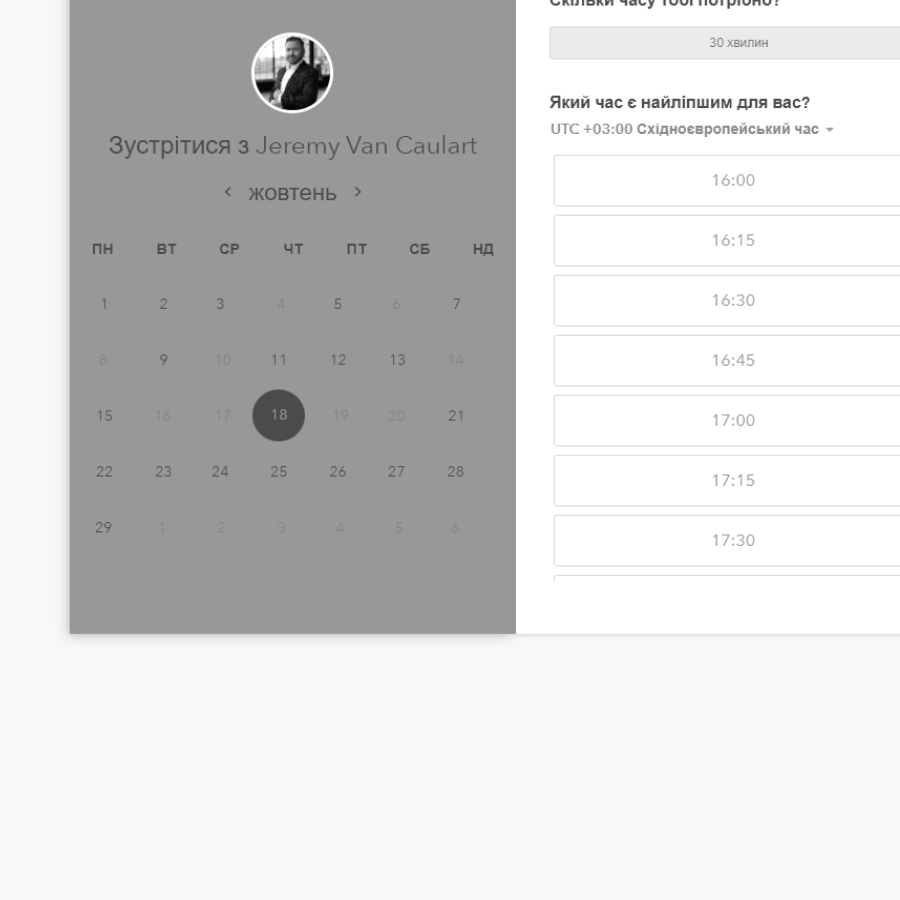 Зустрітися з Jeremy Van Caulart
жовтень
ПН ВТ СР ЧТ ПТ СБ НД
1 2 3 4 5 6 7
8 9 10 11 12 13 14
15 16 17 18 19 20 21
22 23 24 25 26 27 28
29 1 2 3 4 5 6
Скільки часу тобі потрібно?
30 хвилин
Який час є найліпшим для вас?
UTC +03:00 Східноєвропейський час
16:00
16:15
16:30
16:45
17:00
17:15
17:30